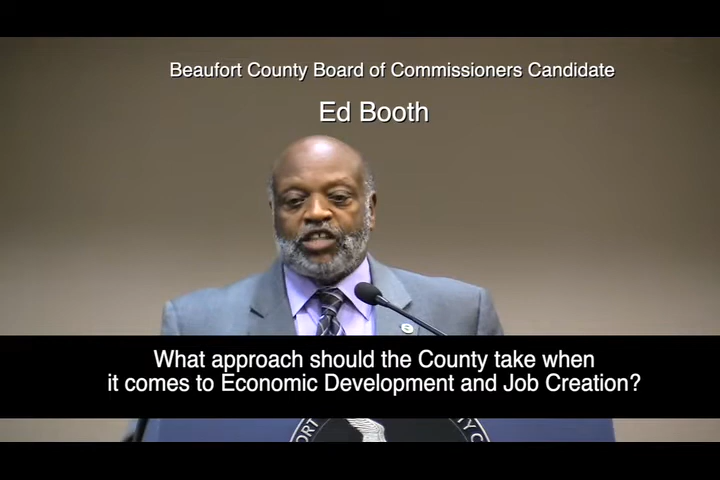 Beaufort County Board of Commissioners Candidate
Ed Booth
What approach should the County take when
it comes to Economic Development and Job Creation?